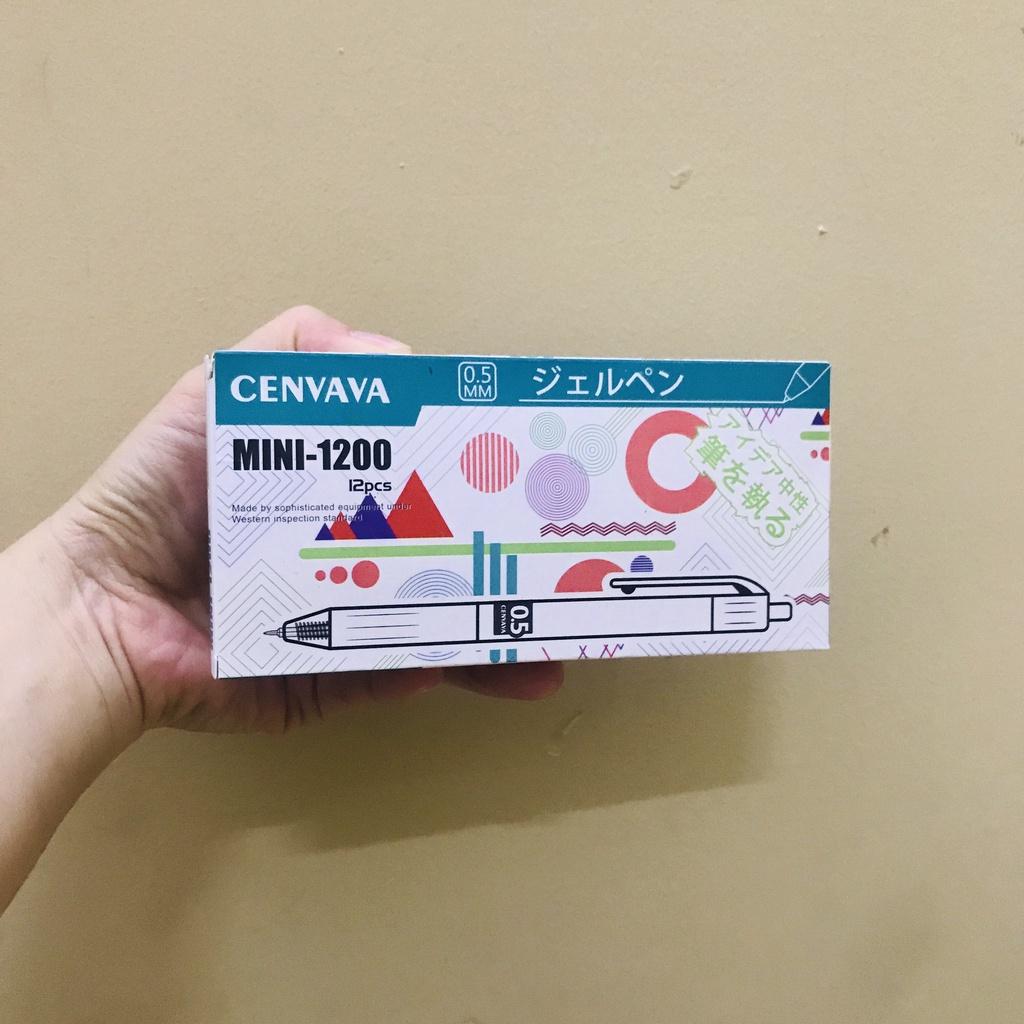 CENVAVA
0.5
MM
ジェルペン
MINI-1200
12pcs
Made by sophisticated equipment under
Western inspection standard
アイデア中性
筆を執る
0.5
CENVAVA